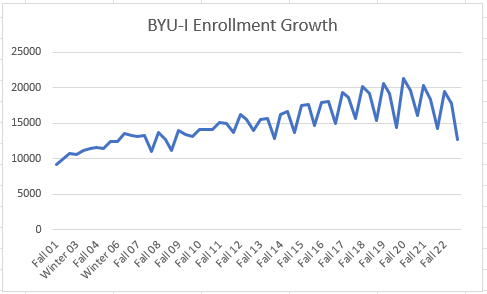 BYU-I Enrollment Growth
25000
20000
15000
10000
5000
0
Fall 01
Winter 03
Fall 04
Winter 06
Fall 07
Fall 08
Fall 09
Fall 10
Fall 11
Fall 12
Fall 13
Fall 14
Fall 15
Fall 16
Fall 17
Fall 18
Fall 19
Fall 20
Fall 21
Fall 22